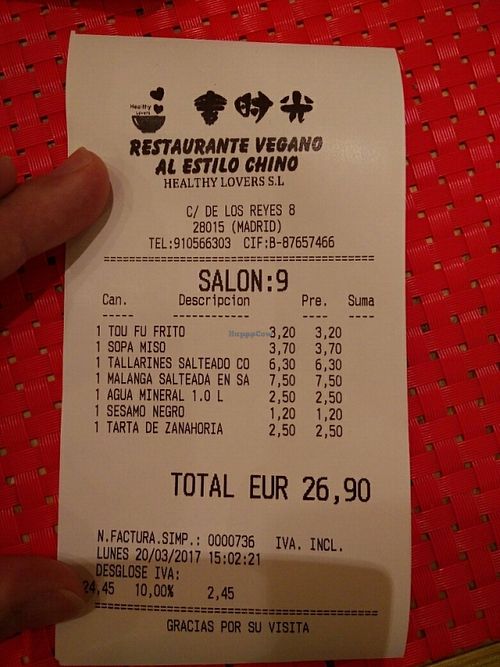 Healthy
Lovers
RESTAURANTE VEGANO
AL ESTILO CHINO
HEALTHY LOVERS S.L
C/ DE LOS REYES 8
28015 (MADRID)
TEL:910566303 CIF:B-87657466
SALON:9
Can. Descripcion Pre. Suma
1 TOU FU FRITO 3,20 3,20
1 SOPA MISO 3,70 3,70
1 TALLARINES SALTEADO CO 6,30 6,30
1 MALANGA SALTEADA EN SA 7,50 7,50
1 AGUA MINERAL 1.0 L 2,50 2,50
1 SESAMO NEGRO 1,20 1,20
1 TARTA DE ZANAHORIA 2,50 2,50
HappyCow
TOTAL EUR 26,90
N.FACTURA.SIMP.: 0000736 IVA. INCL.
LUNES 20/03/2017 15:02:21
DESGLOSE IVA:
24,45 10,00% 2,45
GRACIAS POR SU VISITA